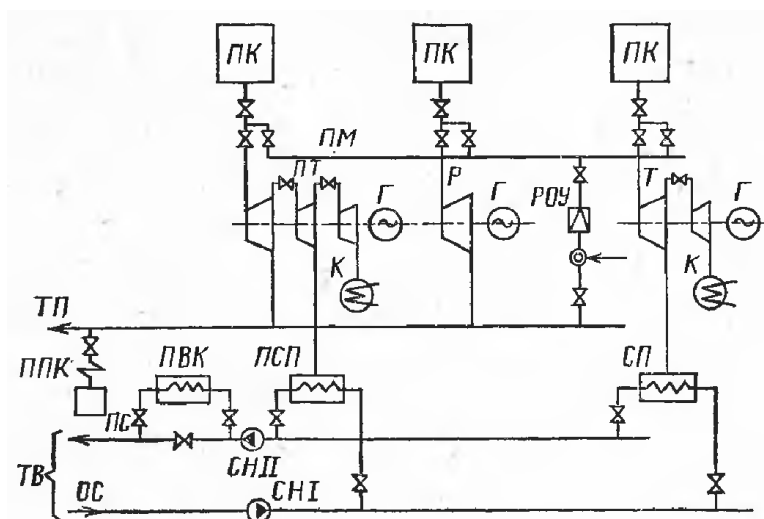 ПК ПК ПК
ПМ
ПТ Г Р Г РОУ Т Г
К К
ТП
ППК ПВК ПСП СП
ПС
СНII
ТВ
ОС СНI